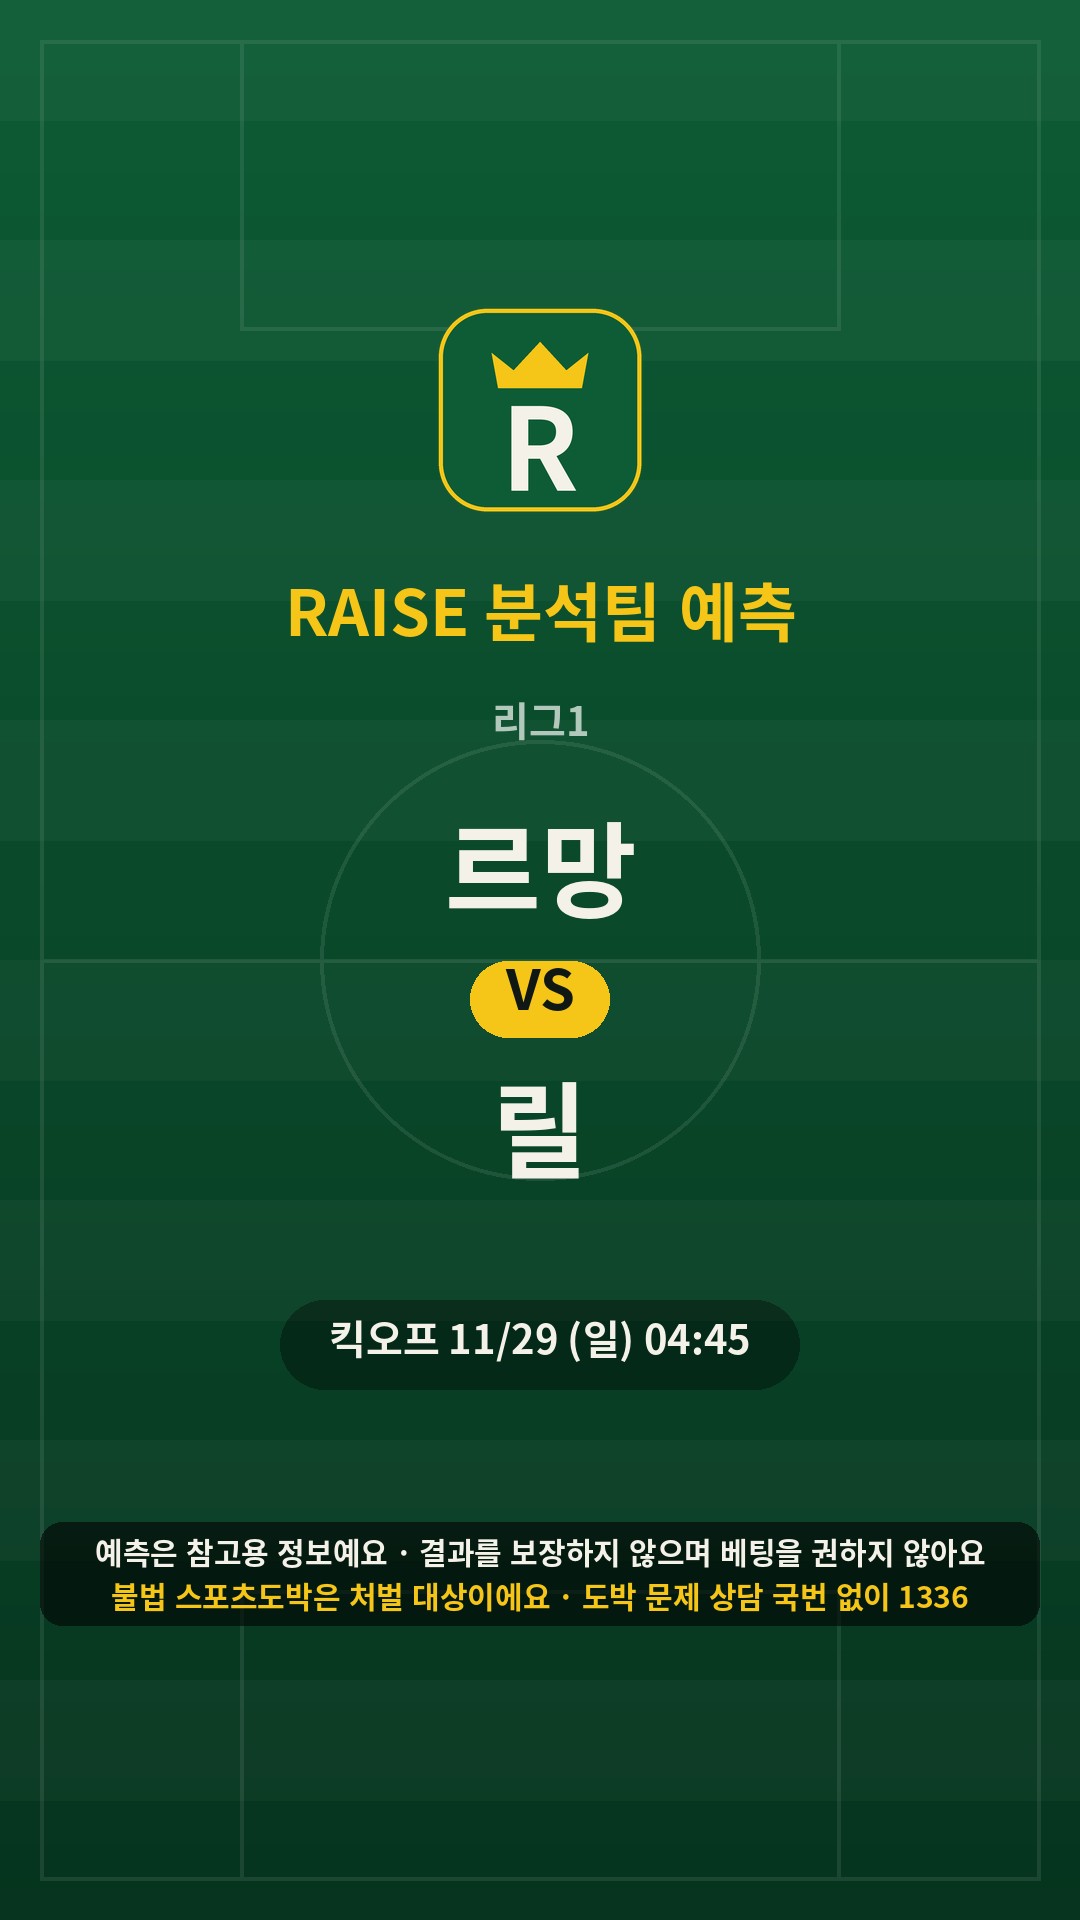 R
RAISE 분석팀 예측
리그1
르망
VS
릴
킥오프 11/29 (일) 04:45
예측은 참고용 정보예요 · 결과를 보장하지 않으며 베팅을 권하지 않아요
불법 스포츠도박은 처벌 대상이에요 · 도박 문제 상담 국번 없이 1336